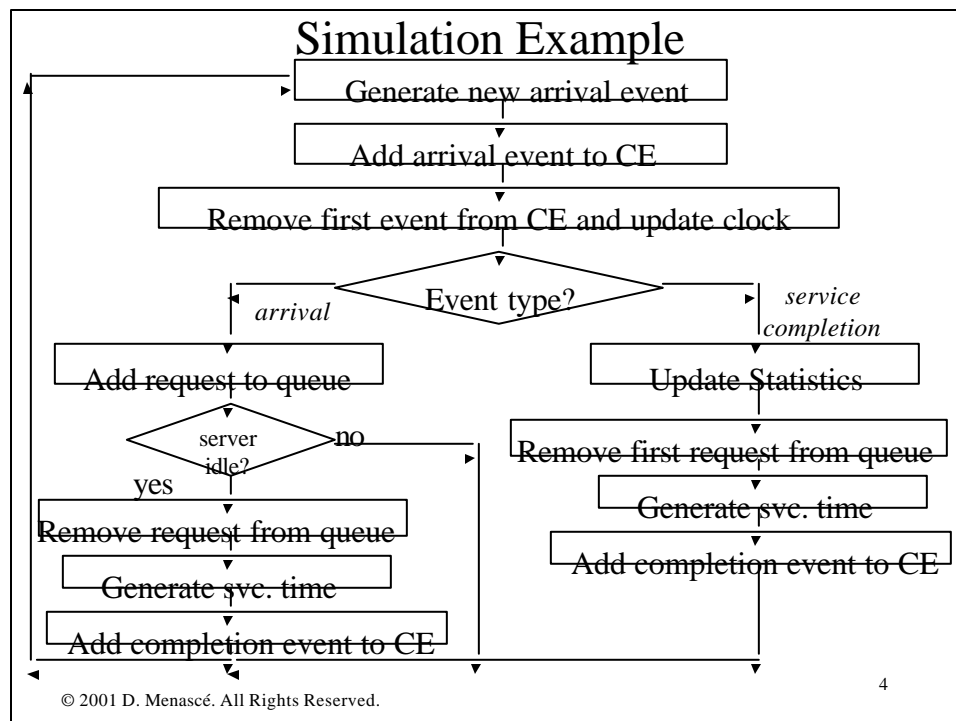 Simulation Example
Generate new arrival event
Add arrival event to CE
Remove first event from CE and update clock
Event type?
arrival
service
completion
Add request to queue
server
idle?
no
yes
Remove request from queue
Generate svc. time
Add completion event to CE
Update Statistics
Remove first request from queue
Generate svc. time
Add completion event to CE
© 2001 D. Menascé. All Rights Reserved.
4